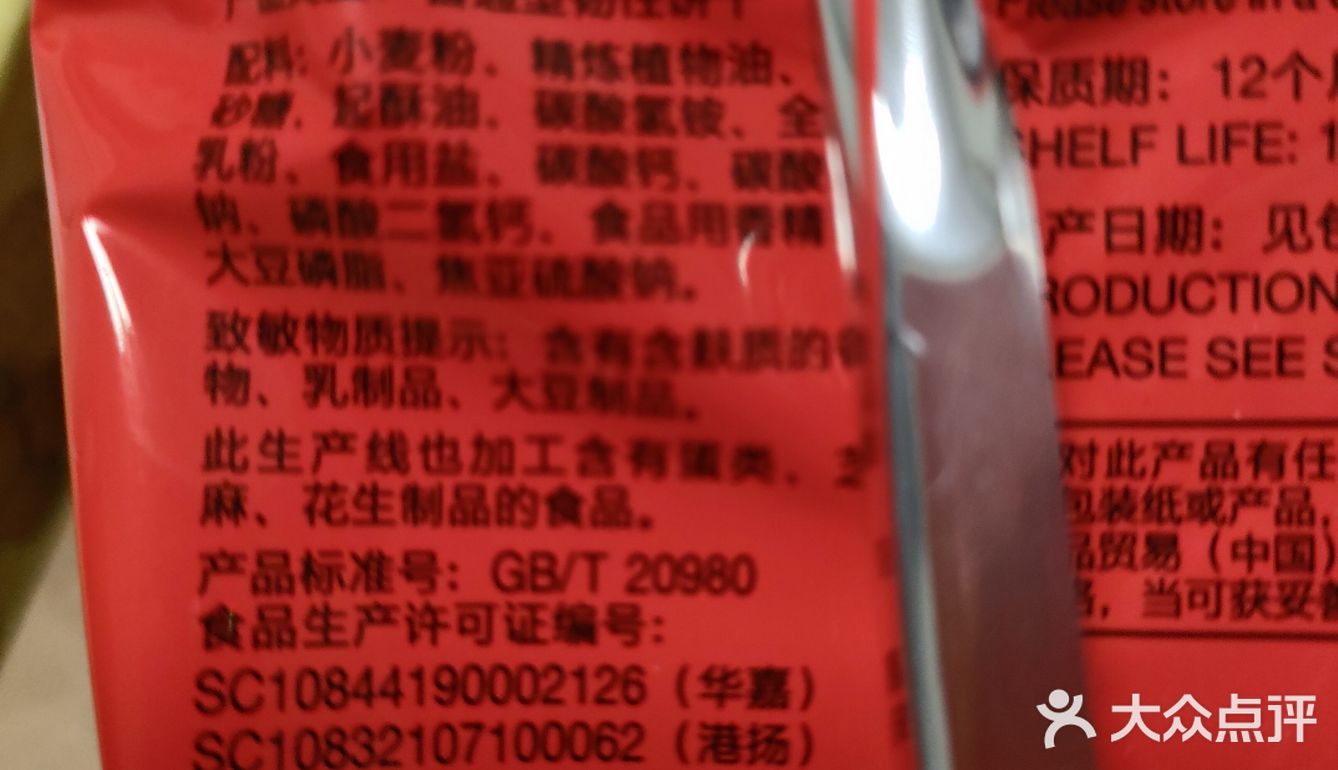 配料：小麦粉、精炼植物油、
砂糖、起酥油、碳酸氢铵、全
乳粉、食用盐、碳酸钙、碳酸
钠、磷酸二氢钙、食品用香精
大豆磷脂、焦亚硫酸钠。
致敏物质提示：含有含麸质的
物、乳制品、大豆制品。
此生产线也加工含有蛋类、
麻、花生制品的食品。
产品标准号：GB/T 20980
食品生产许可证编号：
SC10844190002126（华嘉）
SC10832107100062（港扬）
Please store in a
保质期：12个
SHELF LIFE: 1
产日期：见包
RODUCTION
EASE SEE S
对此产品有任
包装纸或产品，
品贸易（中国）
，当可获妥善
大众点评